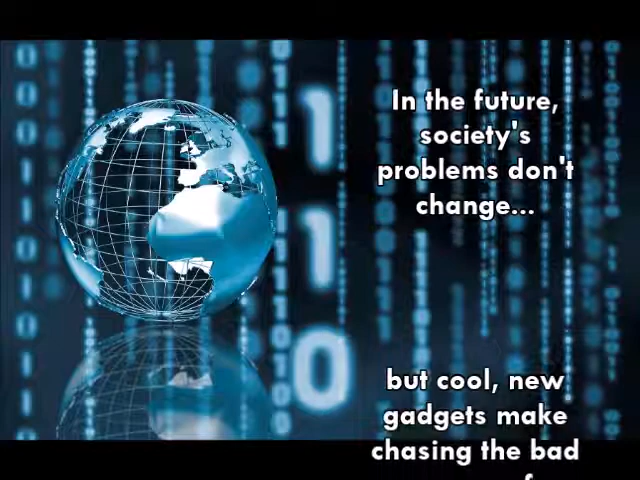 In the future,
society's
problems don't
change...
but cool, new
gadgets make
chasing the bad